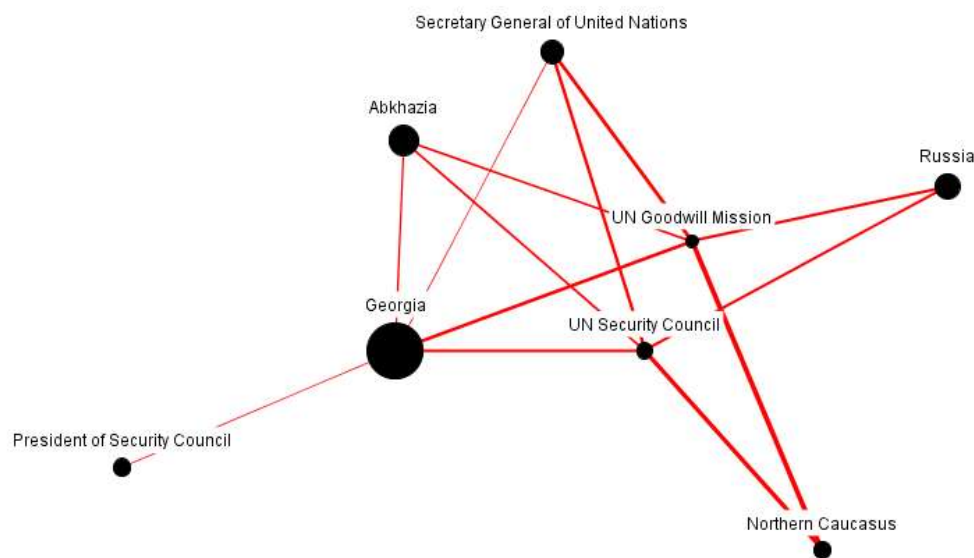 Secretary General of United Nations
Abkhazia
Russia
UN Goodwill Mission
Georgia
UN Security Council
President of Security Council
Northern Caucasus